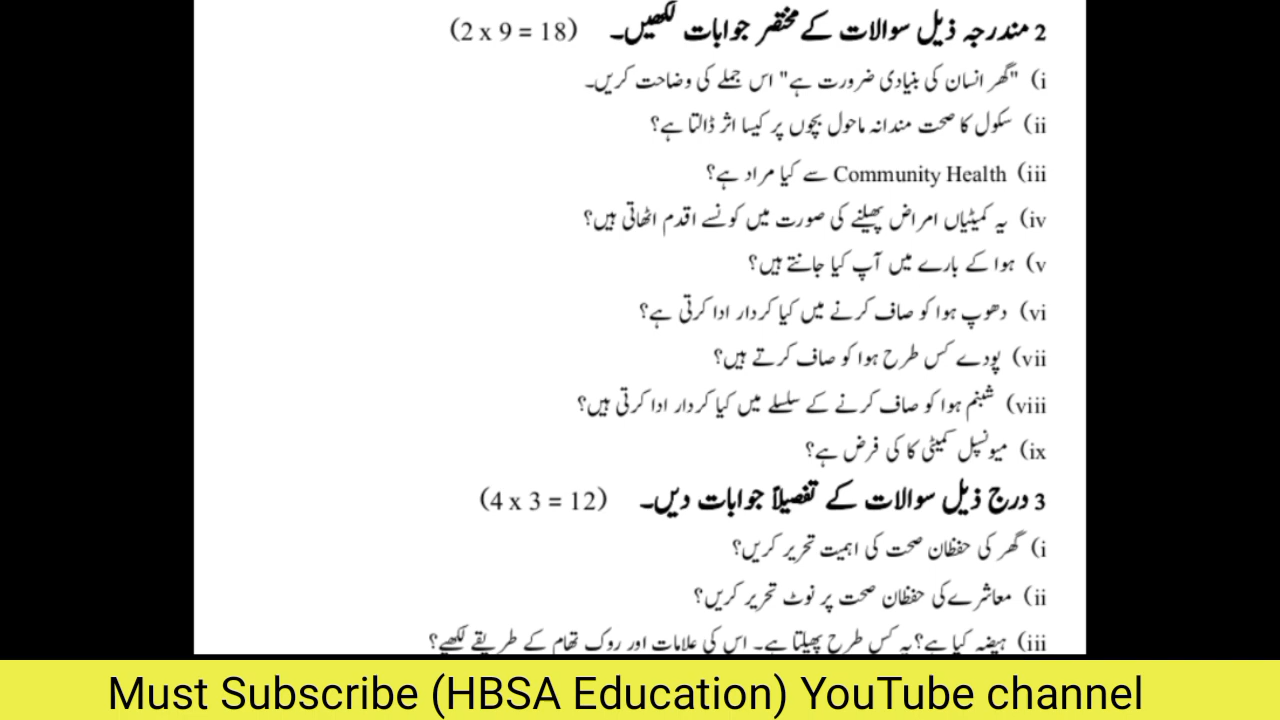 2 مندرجہ ذیل سوالات کے مختصر جوابات لکھیں۔ (2 x 9 = 18)
i) "گھر انسان کی بنیادی ضرورت ہے" اس جملے کی وضاحت کریں۔
ii) سکول کا صحت مندانہ ماحول بچوں پر کیسا اثر ڈالتا ہے؟
iii) Community Health سے کیا مراد ہے؟
iv) یہ کمیٹیاں امراض پھیلنے کی صورت میں کونسے اقدم اٹھاتی ہیں؟
v) ہوا کے بارے میں آپ کیا جانتے ہیں؟
vi) دھوپ ہوا کو صاف کرنے میں کیا کردار ادا کرتی ہے؟
vii) پودے کس طرح ہوا کو صاف کرتے ہیں؟
viii) شبنم ہوا کو صاف کرنے کے سلسلے میں کیا کردار ادا کرتی ہیں؟
ix) میونسپل کمیٹی کا کی فرض ہے؟
3 درج ذیل سوالات کے تفصیلاً جوابات دیں۔ (4 x 3 = 12)
i) گھر کی حفظان صحت کی اہمیت تحریر کریں؟
ii) معاشرے کی حفظان صحت پر نوٹ تحریر کریں؟
iii) ہیضہ کیا ہے؟ یہ کس طرح پھیلتا ہے۔ اس کی علامات اور روک تھام کے طریقے لکھیے؟
Must Subscribe (HBSA Education) YouTube channel